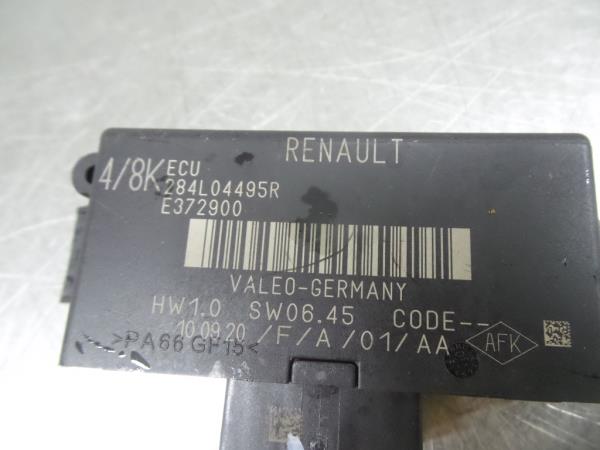 RENAULT
4/8K ECU
284L04495R
E372900
VALEO-GERMANY
HW1.0 SW06.45 CODE--
10.09.20 /F/A/01/AA AFK
>PA66 GF15<